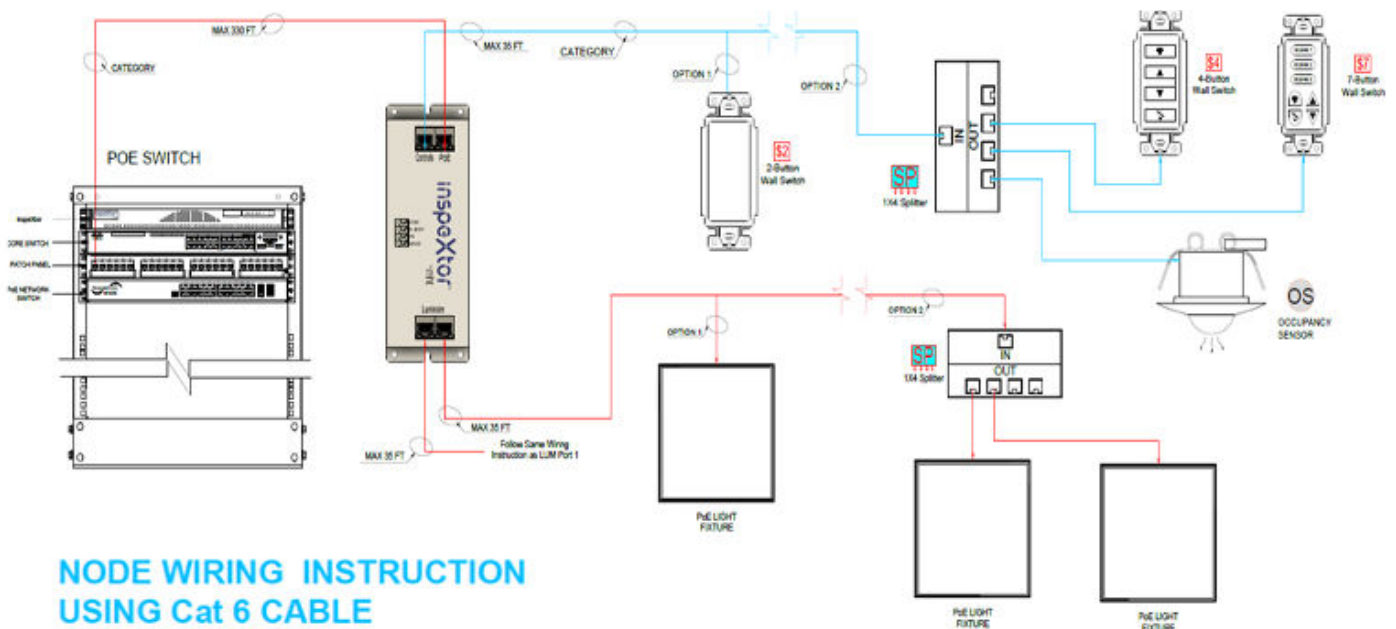 MAX 330 FT
MAX 35 FT
CATEGORY
CATEGORY
OPTION 1
OPTION 2
$4
4-Button
Wall Switch
$7
7-Button
Wall Switch
POE SWITCH
Controls PoE
inspeXtor
$2
2-Button
Wall Switch
IN
OUT
SP
1X4 Splitter
CORE SWITCH
PATCH PANEL
SWITCH
Luminaire
OS
OCCUPANCY
SENSOR
OPTION 1
OPTION 2
SP
1X4 Splitter
IN
OUT
MAX 35 FT
MAX 35 FT
Follow Same Wiring
Instruction as LUM Port 1
PoE LIGHT
FIXTURE
PoE LIGHT
FIXTURE
PoE LIGHT
FIXTURE
NODE WIRING INSTRUCTION
USING Cat 6 CABLE